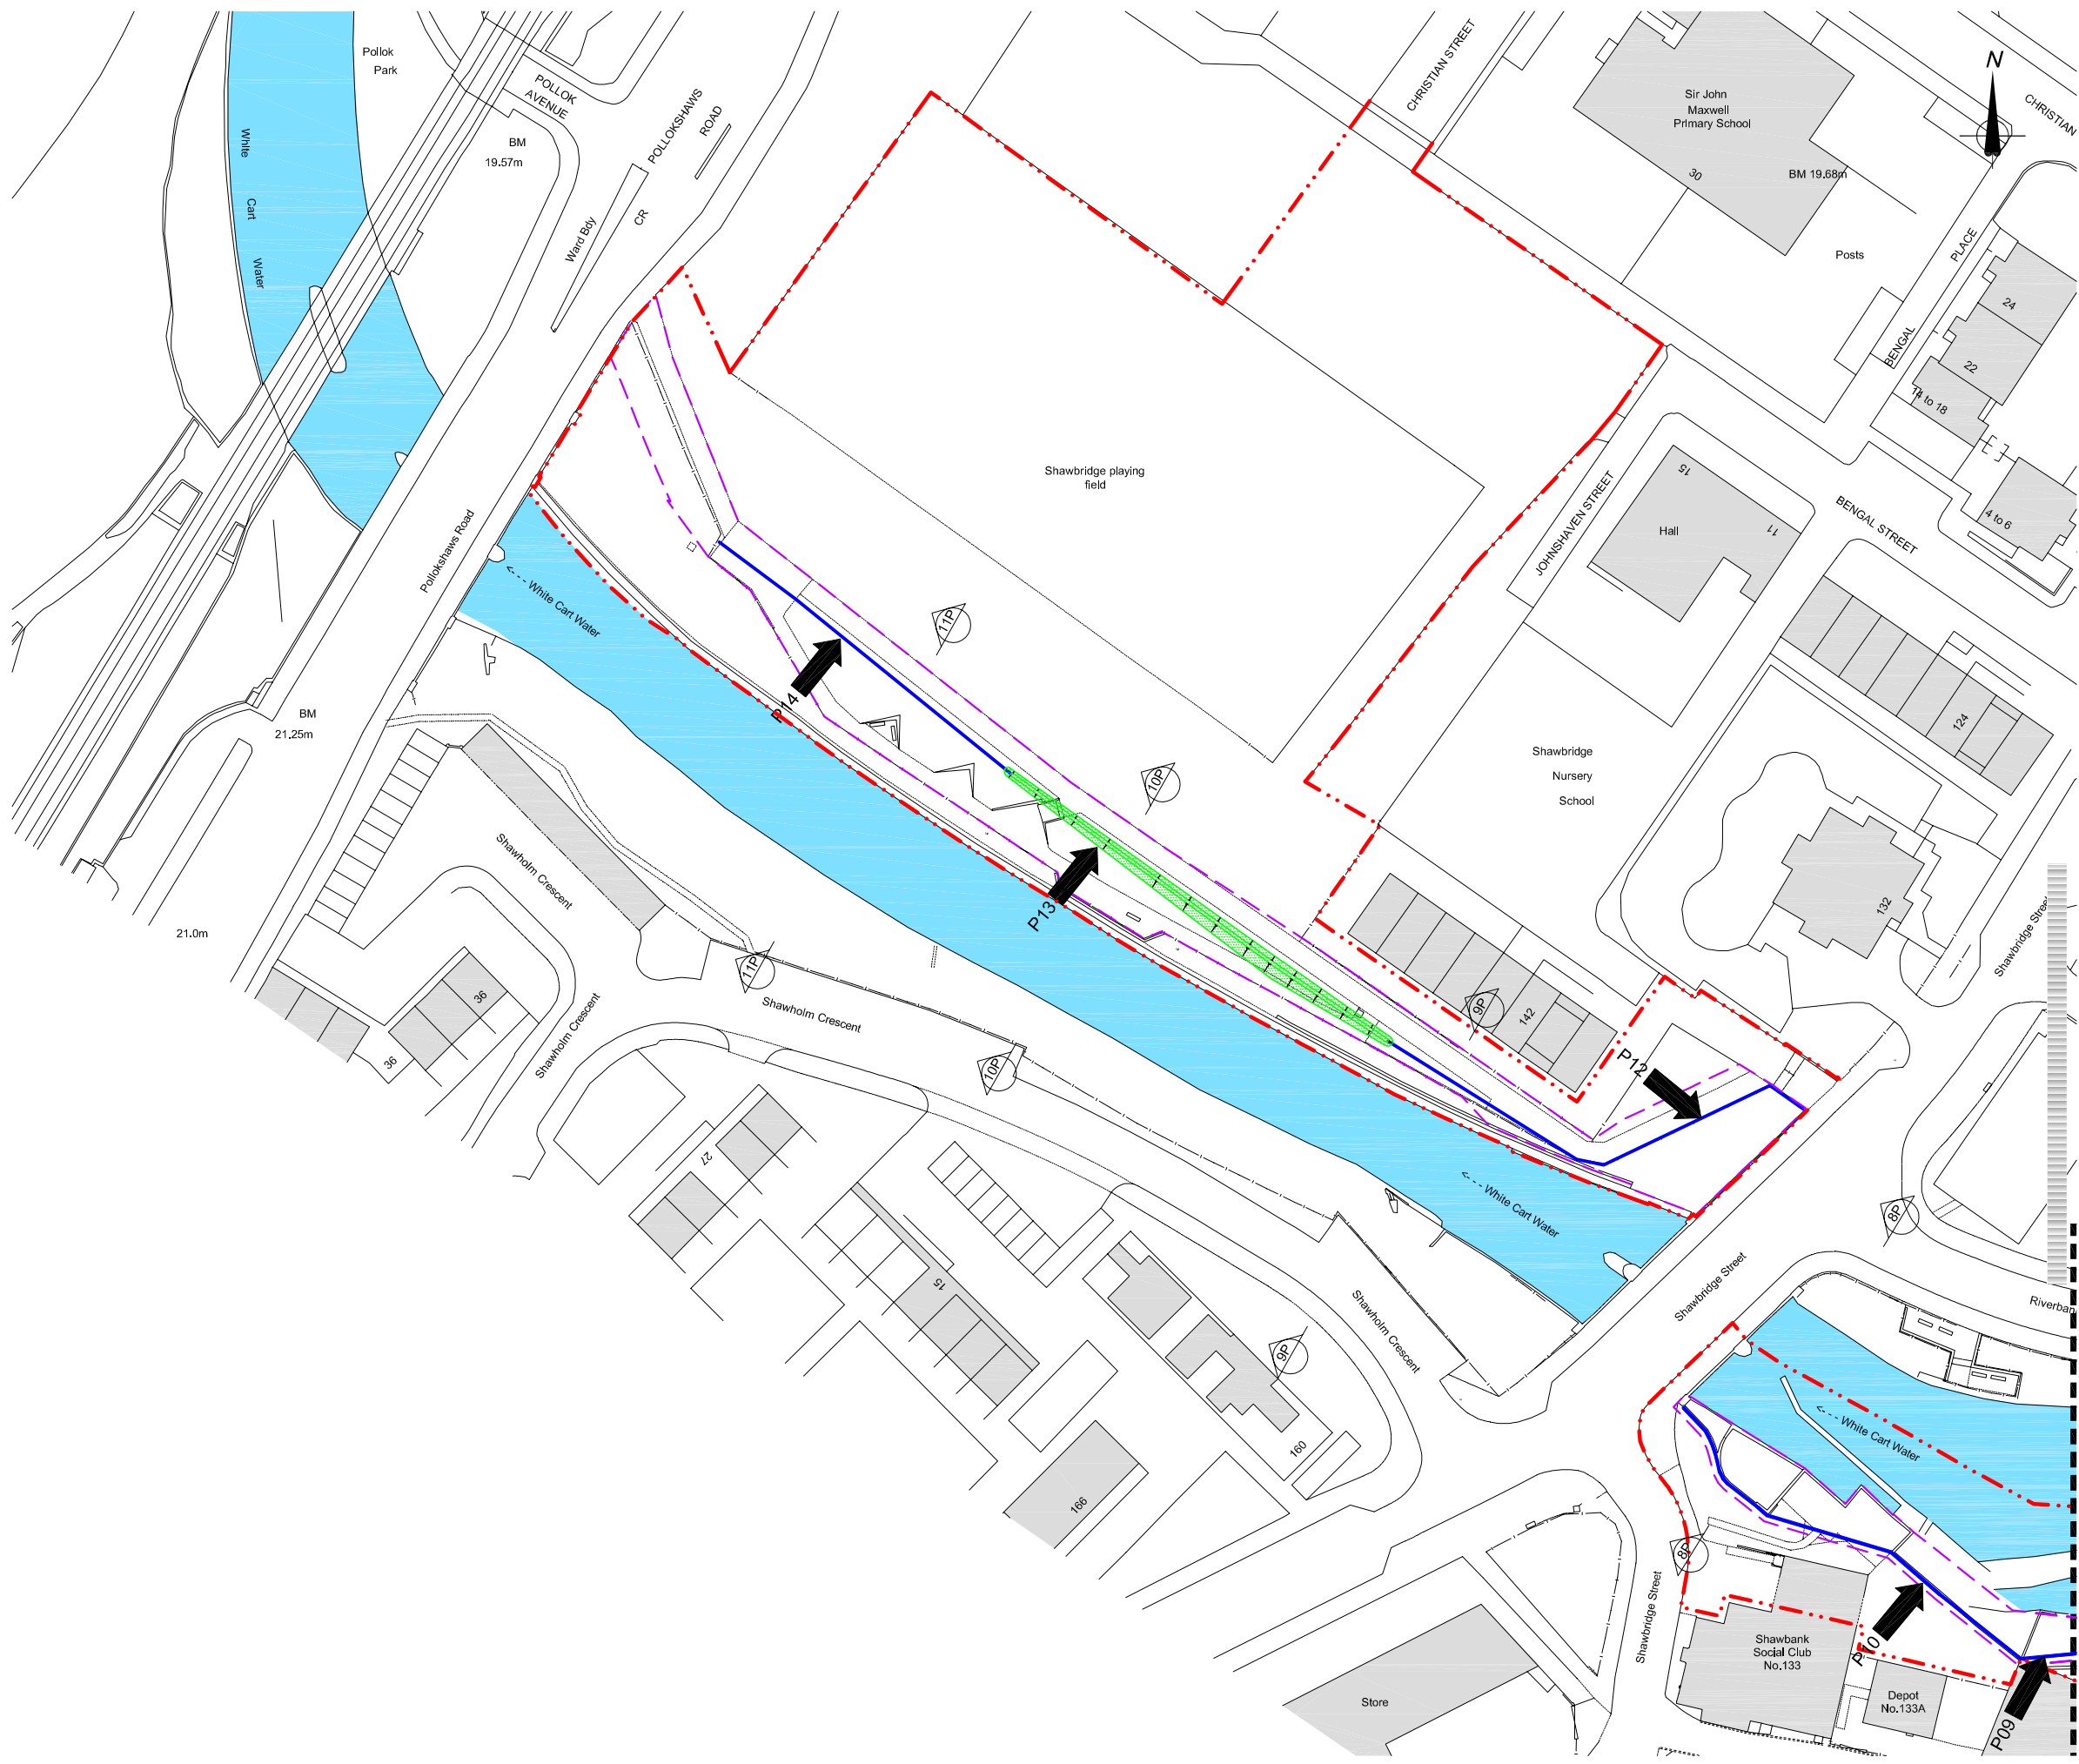 Pollok
Park
POLLOK
AVENUE
BM
19.57m
POLLOKSHAWS
ROAD
Ward Bdy
CR
White
Cart
Water
CHRISTIAN STREET
Sir John
Maxwell
Primary School
30
BM 19.68m
Posts
N
CHRISTIAN
BENGAL
PLACE
24
22
14 to 18
4 to 6
BENGAL STREET
Shawbridge playing
field
JOHNSHAVEN STREET
15
11
Hall
Pollokshaws Road
White Cart Water
11P
10P
P14
P13
BM
21.25m
21.0m
Shawbridge
Nursery
School
124
132
Shawbridge Street
Shawholm Crescent
11P
Shawholm Crescent
36
36
Shawholm Crescent
10P
9P
142
P12
27
15
White Cart Water
8P
Shawbridge Street
Riverban
Shawholm Crescent
9P
160
166
White Cart Water
8P
Shawbridge Street
Shawbank
Social Club
No.133
P10
Depot
No.133A
P09
Store